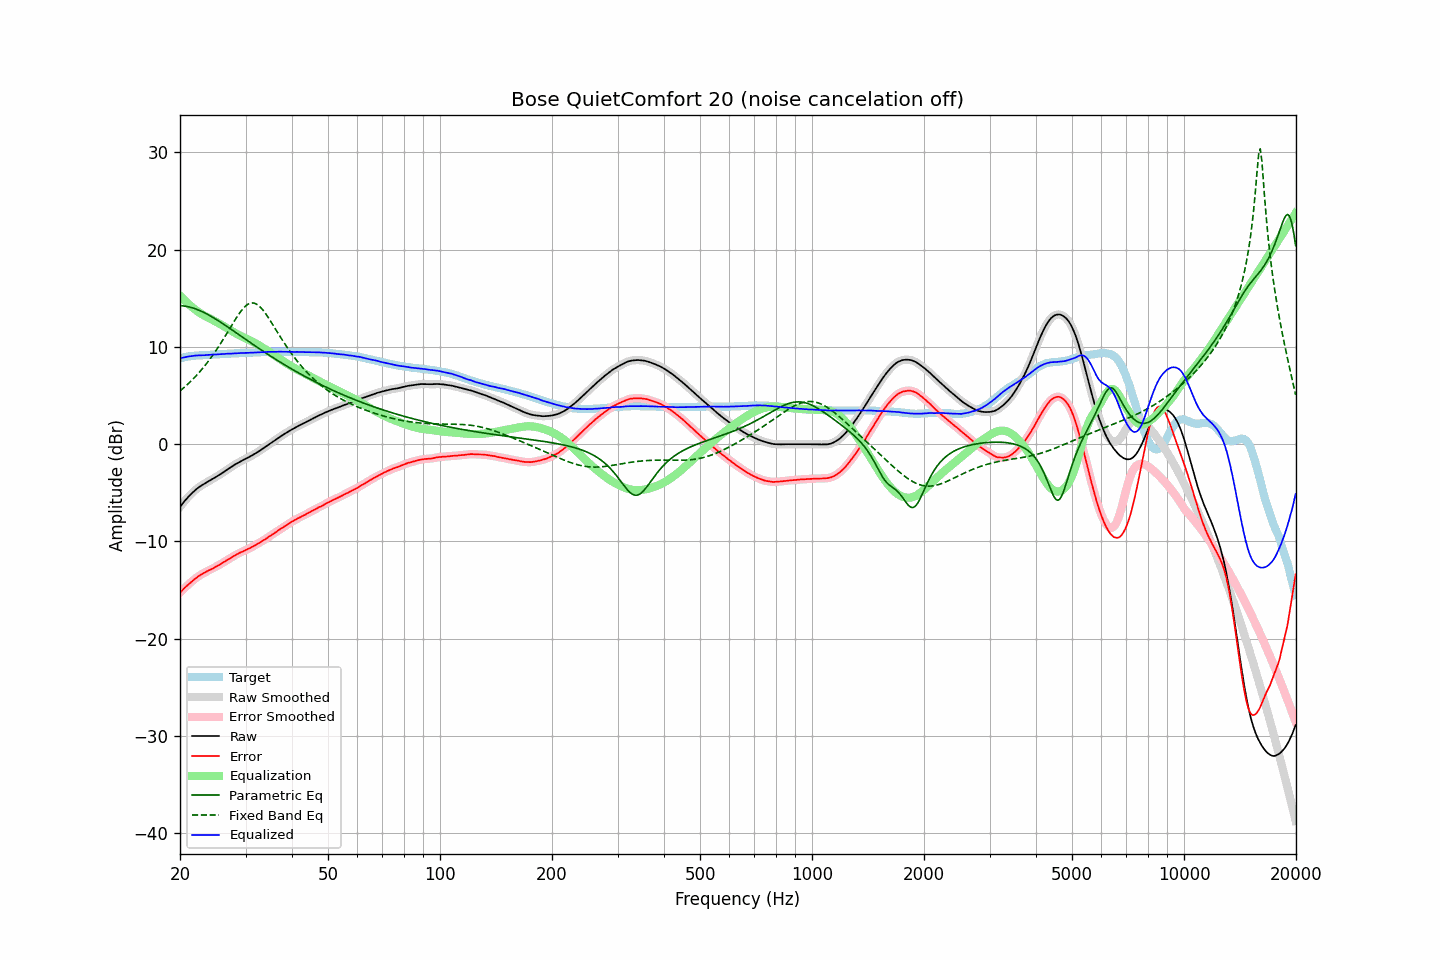 Bose QuietComfort 20 (noise cancelation off)
Amplitude (dBr)
30
20
10
0
−10
−20
−30
−40
Target
Raw Smoothed
Error Smoothed
Raw
Error
Equalization
Parametric Eq
Fixed Band Eq
Equalized
20 50 100 200 500 1000 2000 5000 10000 20000
Frequency (Hz)